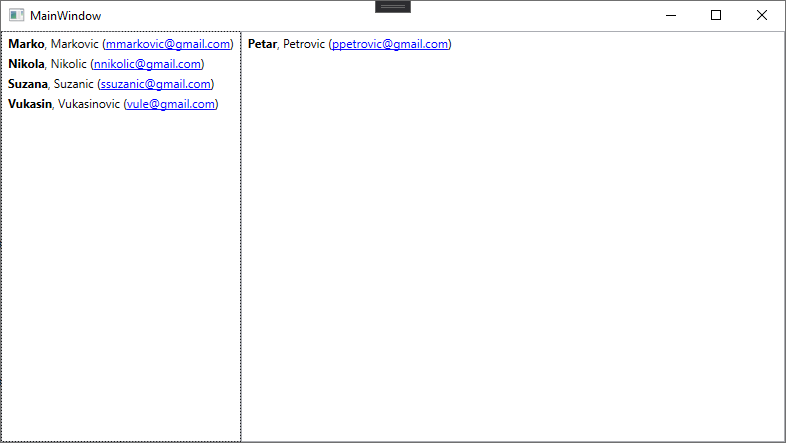 MainWindow
Marko, Markovic (mmarkovic@gmail.com)
Nikola, Nikolic (nnikolic@gmail.com)
Suzana, Suzanic (ssuzanic@gmail.com)
Vukasin, Vukasinovic (vule@gmail.com)
Petar, Petrovic (ppetrovic@gmail.com)